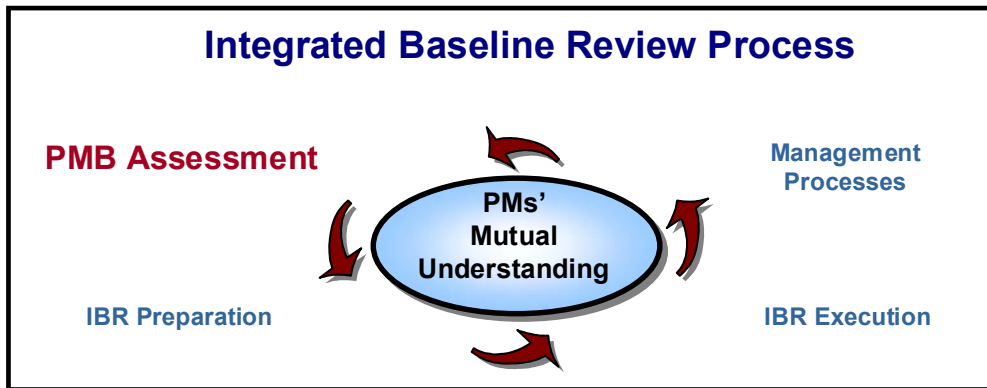 Integrated Baseline Review Process
PMB Assessment
Management
Processes
PMs’
Mutual
Understanding
IBR Preparation
IBR Execution